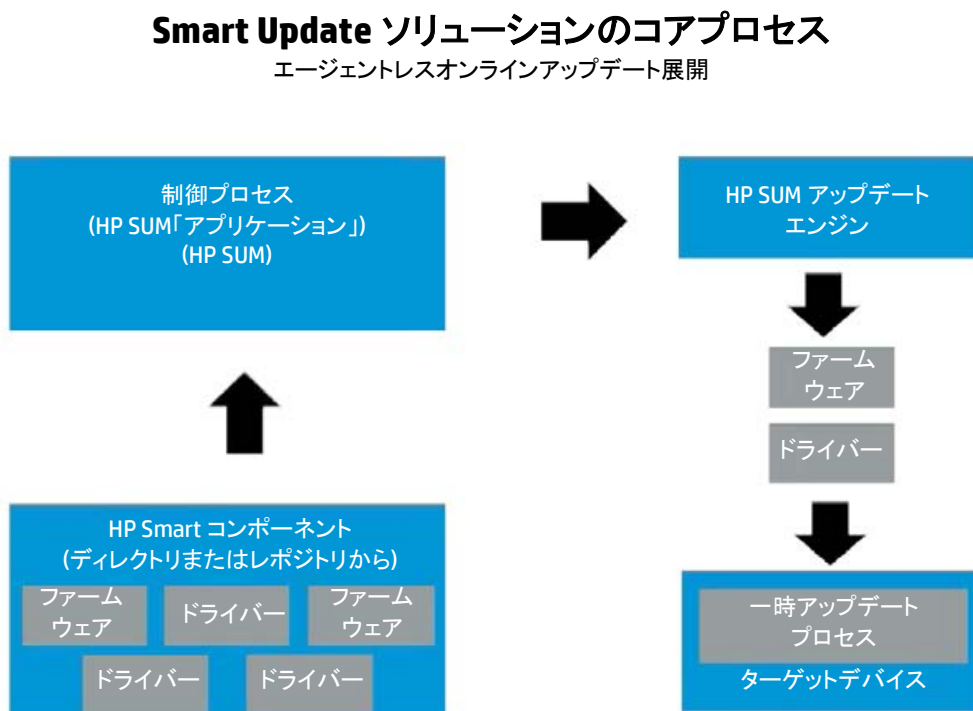 Smart Update ソリューションのコアプロセス
エージェントレスオンラインアップデート展開
制御プロセス
(HP SUM「アプリケーション」)
(HP SUM)
HP SUM アップデート
エンジン
ファーム
ウェア
ドライバー
HP Smart コンポーネント
(ディレクトリまたはレポジトリから)
ファーム
ウェア
ドライバー
ファーム
ウェア
ドライバー
ドライバー
一時アップデート
プロセス
ターゲットデバイス